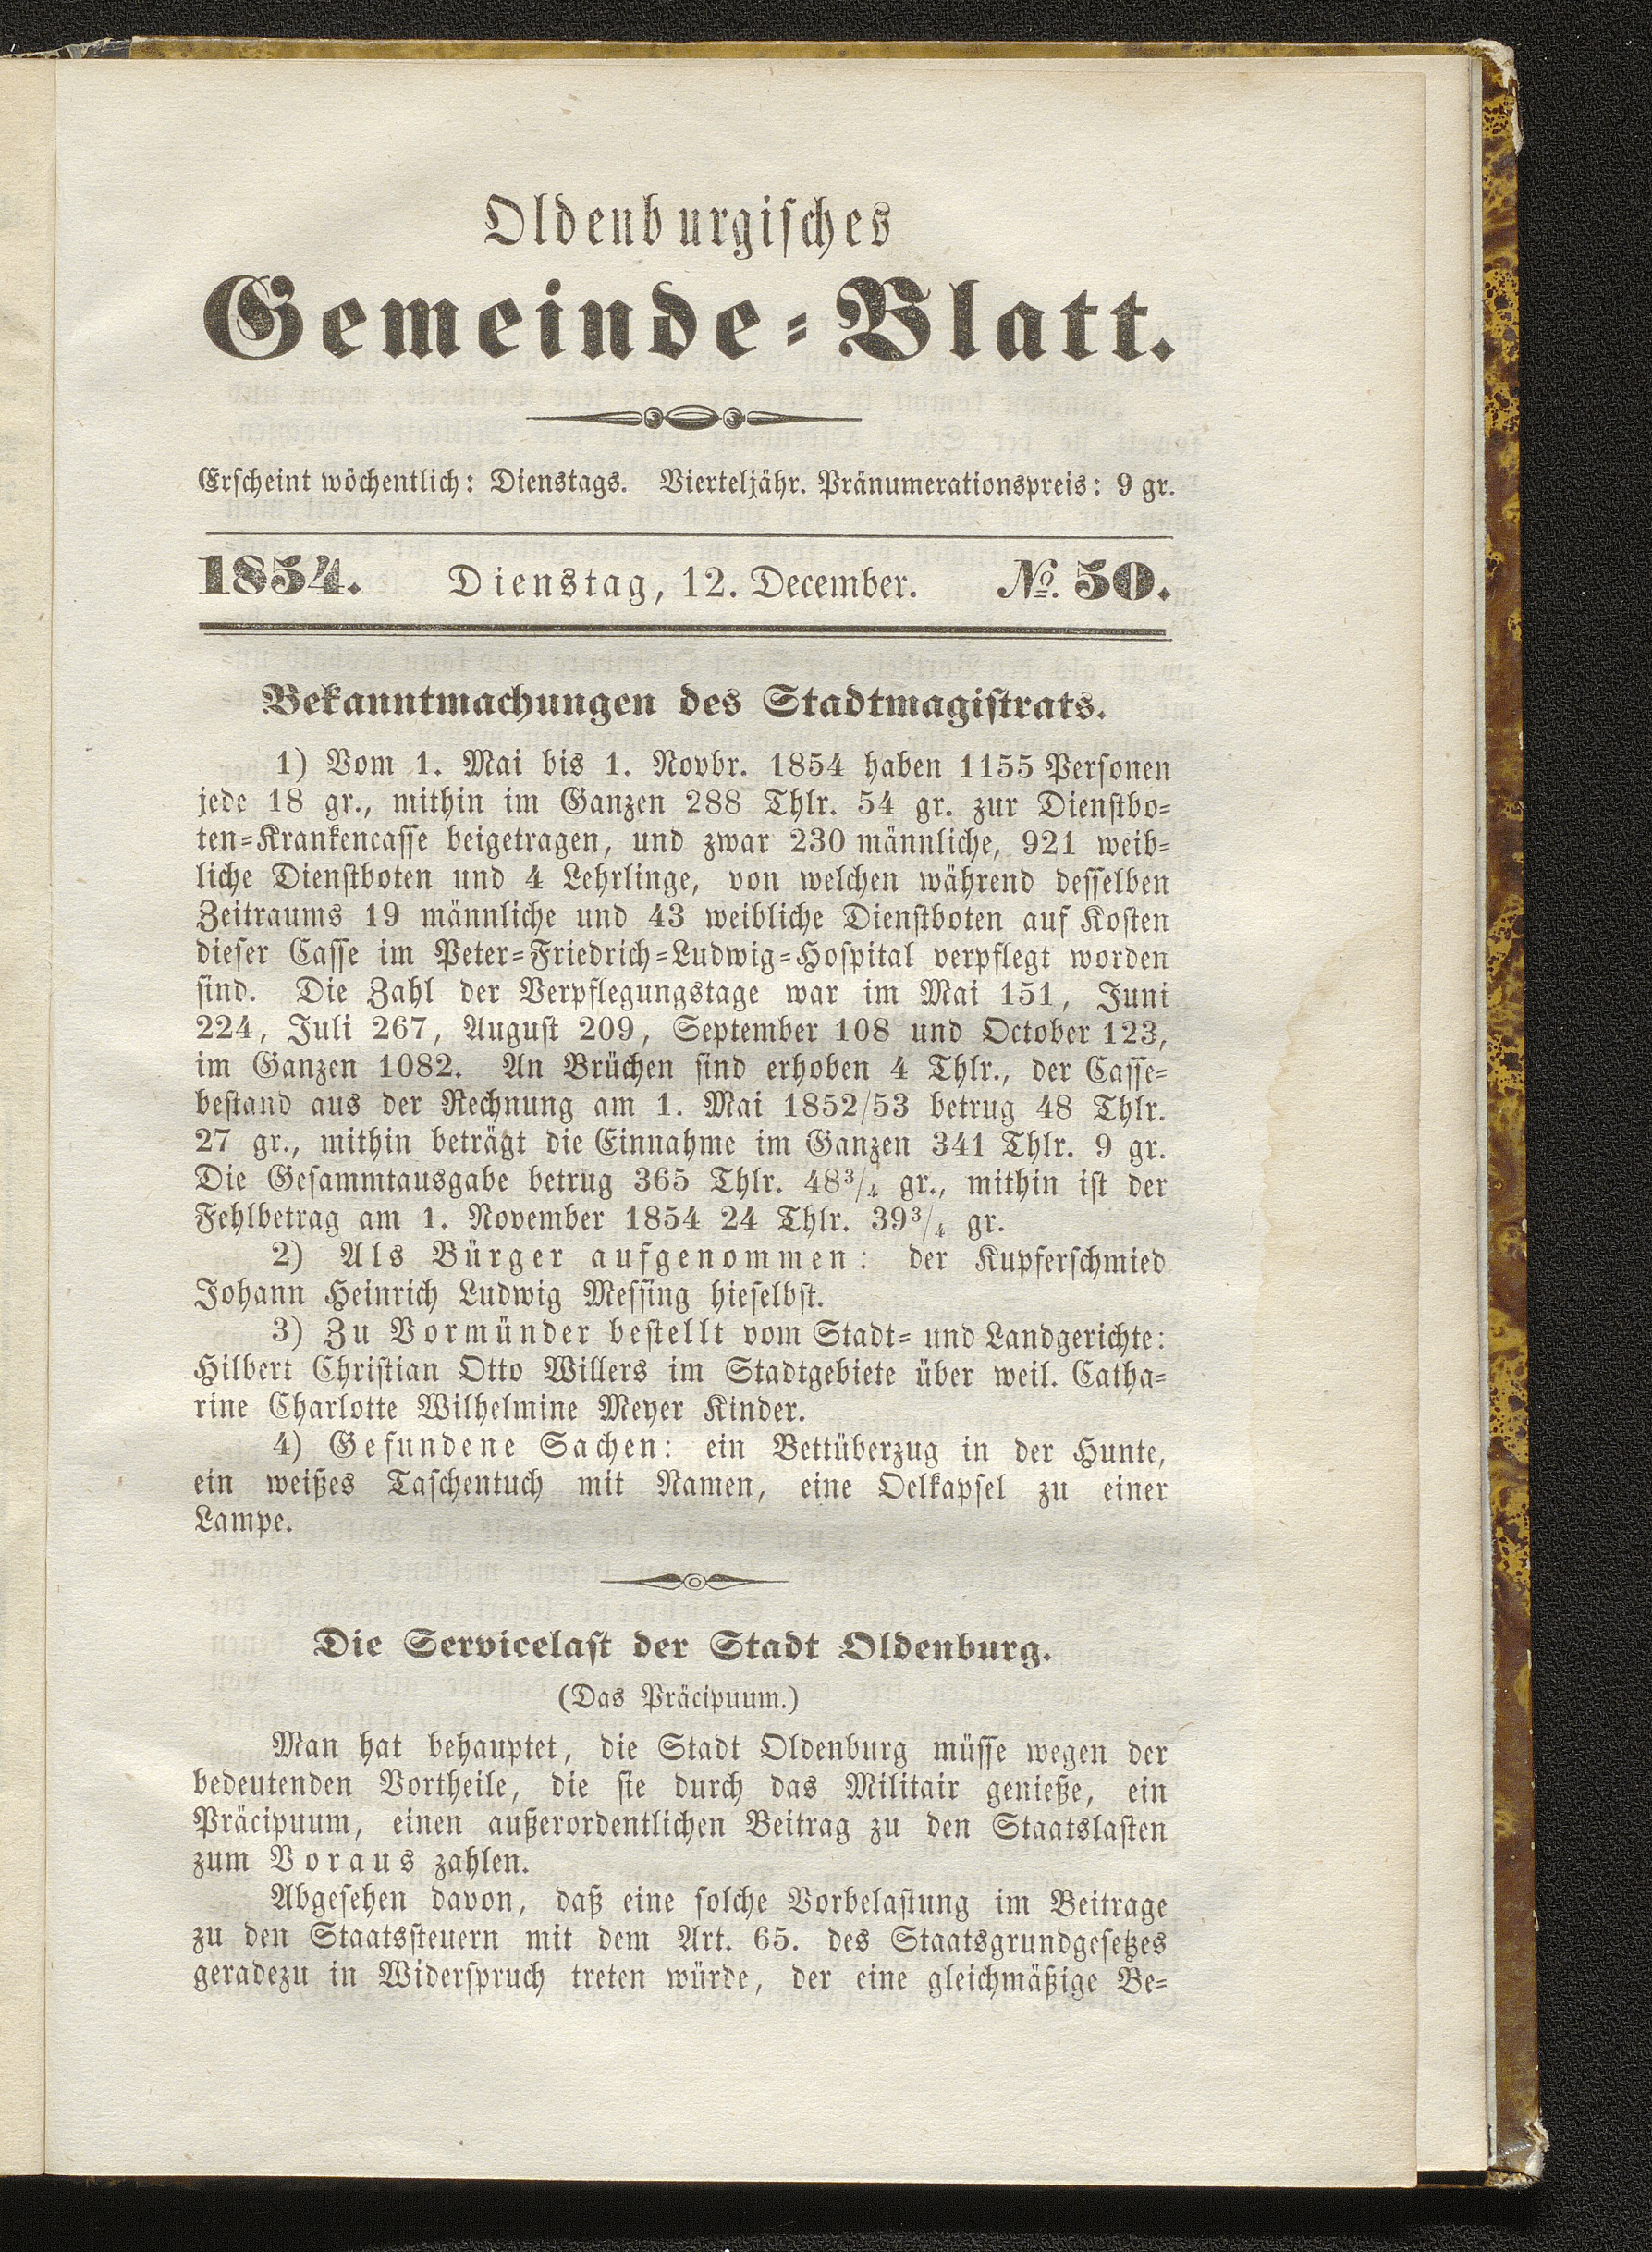 Oldenburgisches
Gemeinde-Blatt.
Erscheint wöchentlich: Dienstags. Vierteljähr. Pränumerationspreis: 9 gr.
1854. Dienstag, 12. December. No. 50.
Bekanntmachungen des Stadtmagistrats.
1) Vom 1. Mai bis 1. Novbr. 1854 haben 1155 Personen
jede 18 gr., mithin im Ganzen 288 Thlr. 54 gr. zur Dienstbo-
ten-Krankencasse beigetragen, und zwar 230 männliche, 921 weib-
liche Dienstboten und 4 Lehrlinge, von welchen während desselben
Zeitraums 19 männliche und 43 weibliche Dienstboten auf Kosten
dieser Casse im Peter-Friedrich-Ludwig-Hospital verpflegt worden
sind. Die Zahl der Verpflegungstage war im Mai 151, Juni
224, Juli 267, August 209, September 108 und October 123,
im Ganzen 1082. An Brüchen sind erhoben 4 Thlr., der Casse-
bestand aus der Rechnung am 1. Mai 1852/53 betrug 48 Thlr.
27 gr., mithin beträgt die Einnahme im Ganzen 341 Thlr. 9 gr.
Die Gesammtausgabe betrug 365 Thlr. 48 3/4 gr., mithin ist der
Fehlbetrag am 1. November 1854 24 Thlr. 39 3/4 gr.
2) Als Bürger aufgenommen: der Kupferschmied
Johann Heinrich Ludwig Messing hieselbst.
3) Zu Vormünder bestellt vom Stadt- und Landgerichte:
Hilbert Christian Otto Willers im Stadtgebiete über weil. Catha-
rine Charlotte Wilhelmine Meyer Kinder.
4) Gefundene Sachen: ein Bettüberzug in der Hunte,
ein weißes Taschentuch mit Namen, eine Oelkapsel zu einer
Lampe.
Die Servicelast der Stadt Oldenburg.
(Das Präcipuum.)
Man hat behauptet, die Stadt Oldenburg müsse wegen der
bedeutenden Vortheile, die sie durch das Militair genieße, ein
Präcipuum, einen außerordentlichen Beitrag zu den Staatslasten
zum Voraus zahlen.
Abgesehen davon, daß eine solche Vorbelastung im Beitrage
zu den Staatssteuern mit dem Art. 65. des Staatsgrundgesetzes
geradezu in Widerspruch treten würde, der eine gleichmäßige Be-